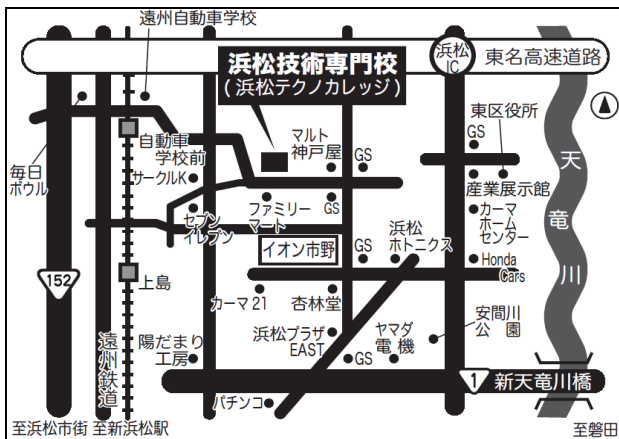 遠州自動車学校
浜松
IC
東名高速道路
浜松技術専門校
(浜松テクノカレッジ)
東区役所
GS
毎日
ボウル
自動車
学校前
サークルK
マルト
神戸屋
GS
産業展示館
天竜川
セブン
イレブン
ファミリー
マート
GS
カーマ
ホーム
センター
浜松
ホトニクス
イオン市野
GS
Honda
Cars
152
上島
カーマ21
杏林堂
安間川
公園
遠州鉄道
陽だまり
工房
浜松プラザ
EAST
GS
ヤマダ
電機
1
新天竜川橋
パチンコ
至浜松市街
至新浜松駅
至磐田